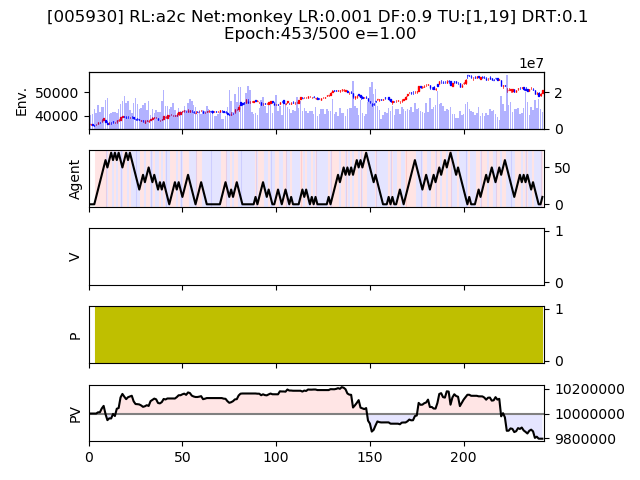 [005930] RL:a2c Net:monkey LR:0.001 DF:0.9 TU:[1,19] DRT:0.1
Epoch:453/500 e=1.00
1e7
Env.
50000
40000
2
0
Agent
50
0
V
1
0
P
1
0
PV
10200000
10000000
9800000
0 50 100 150 200